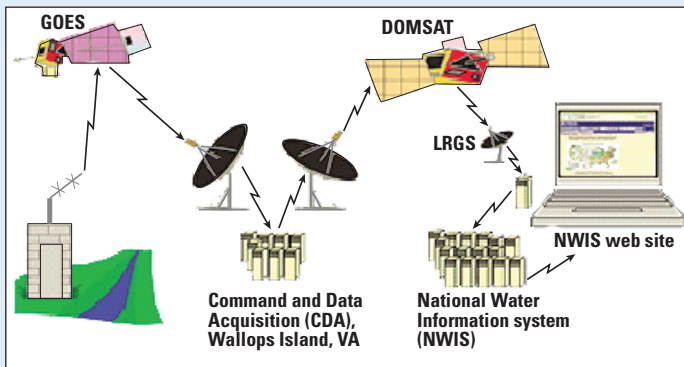 GOES
DOMSAT
LRGS
NWIS web site
Command and Data
Acquisition (CDA),
Wallops Island, VA
National Water
Information system
(NWIS)